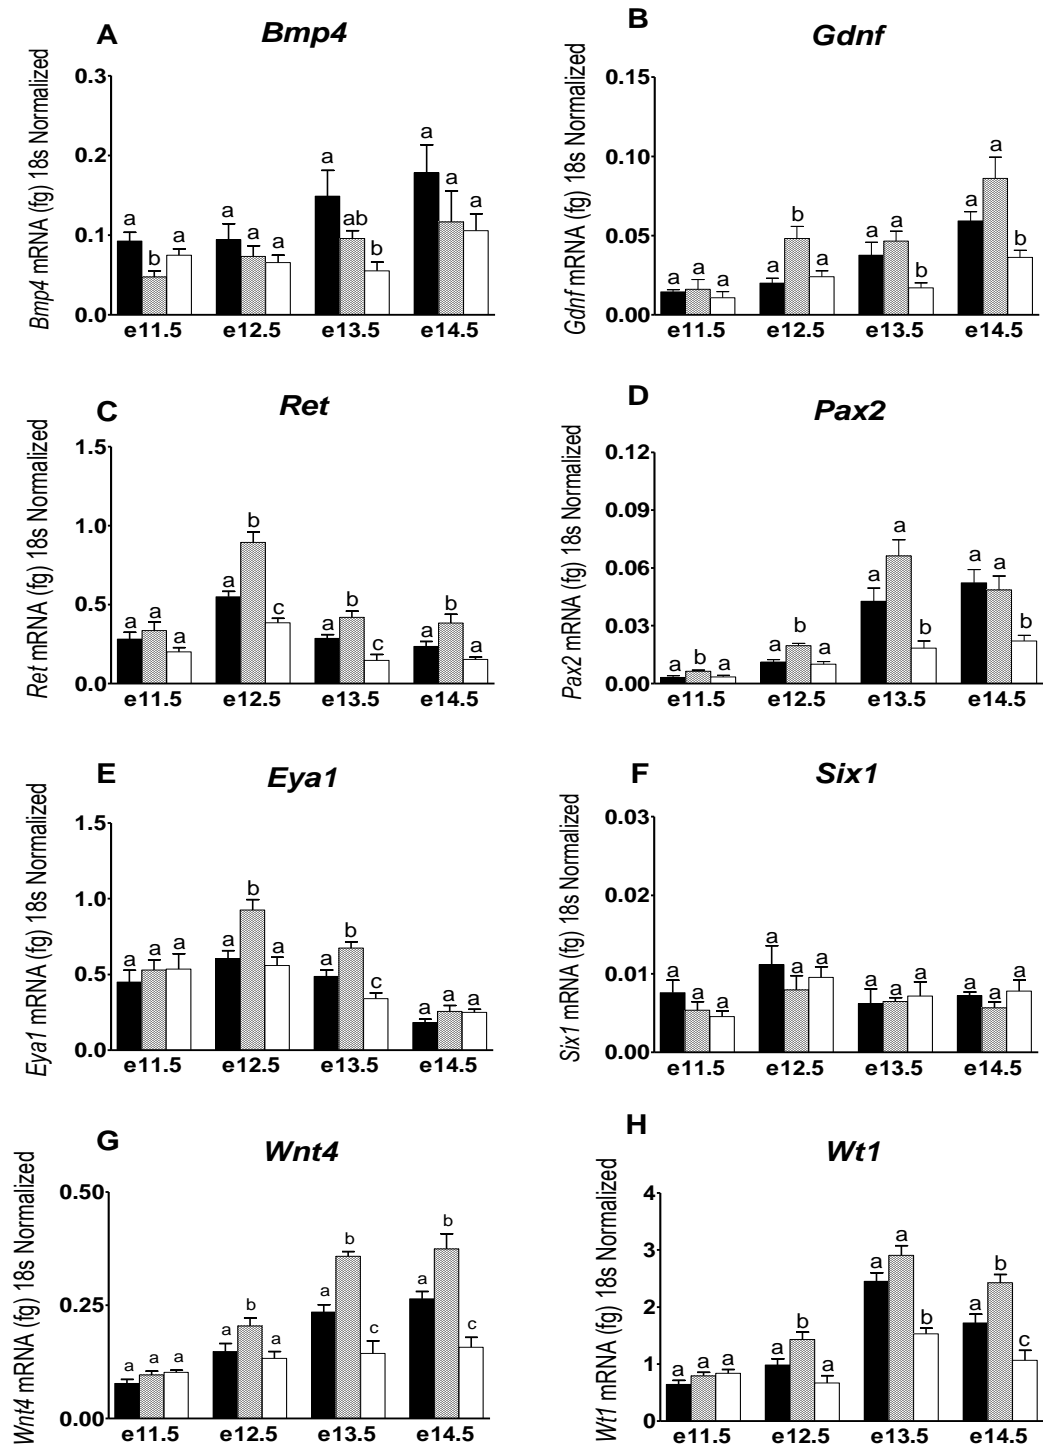 A
Bmp4
Bmp4 mRNA (fg) 18s Normalized
0.3
0.2
0.1
0.0
a
b
a
a
a
a
a
ab
b
a
a
a
e11.5 e12.5 e13.5 e14.5
B
Gdnf
Gdnf mRNA (fg) 18s Normalized
0.15
0.10
0.05
0.00
a
a
a
a
b
a
a
a
b
a
a
b
e11.5 e12.5 e13.5 e14.5
C
Ret
Ret mRNA (fg) 18s Normalized
1.5
1.0
0.5
0.0
a
a
a
a
b
c
a
b
c
a
b
a
e11.5 e12.5 e13.5 e14.5
D
Pax2
Pax2 mRNA (fg) 18s Normalized
0.12
0.09
0.06
0.03
0.00
a
b
a
a
b
a
a
a
b
a
a
b
e11.5 e12.5 e13.5 e14.5
E
Eya1
Eya1 mRNA (fg) 18s Normalized
1.5
1.0
0.5
0.0
a
a
a
a
b
a
a
b
c
a
a
a
e11.5 e12.5 e13.5 e14.5
F
Six1
Six1 mRNA (fg) 18s Normalized
0.03
0.02
0.01
0.00
a
a
a
a
a
a
a
a
a
a
a
a
e11.5 e12.5 e13.5 e14.5
G
Wnt4
Wnt4 mRNA (fg) 18s Normalized
0.50
0.25
0.00
a
a
a
a
b
a
a
b
c
a
b
c
e11.5 e12.5 e13.5 e14.5
H
Wt1
Wt1 mRNA (fg) 18s Normalized
4
3
2
1
0
a
a
a
a
b
a
a
a
b
a
b
c
e11.5 e12.5 e13.5 e14.5